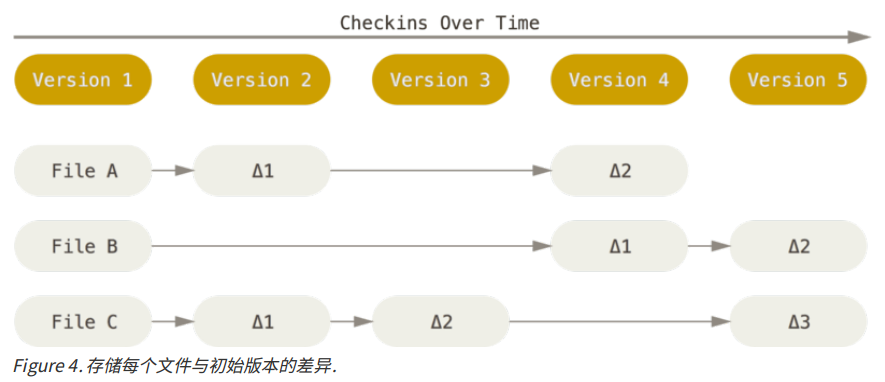 Checkins Over Time
Version 1 Version 2 Version 3 Version 4 Version 5
File A Δ1 Δ2
File B Δ1 Δ2
File C Δ1 Δ2 Δ3
Figure 4. 存储每个文件与初始版本的差异.